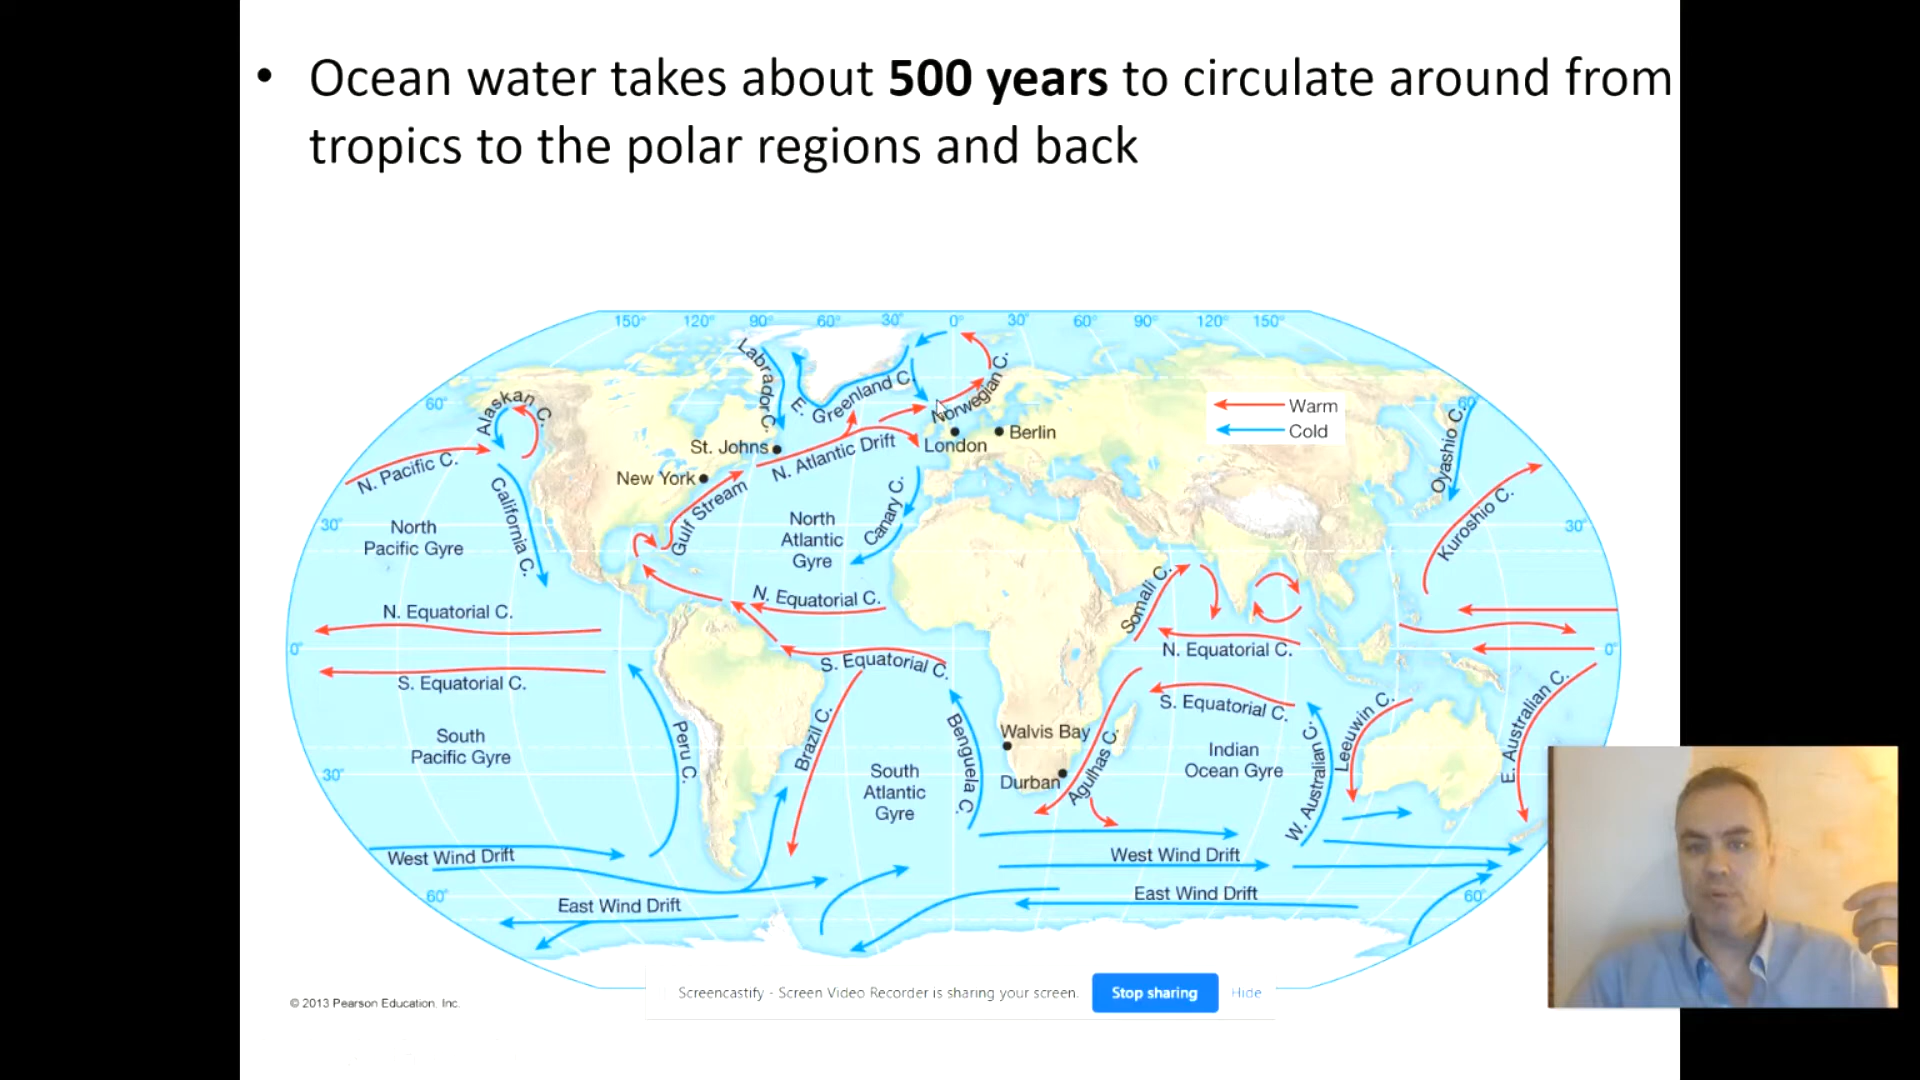 • Ocean water takes about 500 years to circulate around from
tropics to the polar regions and back
150° 120° 90° 60° 30° 0° 30° 60° 90° 120° 150°
Labrador C.
E. Greenland C.
Norwegian C.
Alaskan C.
60°
60°
Warm
Cold
Oyashio C.
St. Johns
N. Atlantic Drift
London
Berlin
N. Pacific C.
New York
Gulf Stream
California C.
Canary C.
Kuroshio C.
30°
North
Pacific Gyre
North
Atlantic
Gyre
30°
Somali C.
N. Equatorial C.
N. Equatorial C.
0°
N. Equatorial C.
0°
S. Equatorial C.
S. Equatorial C.
S. Equatorial C.
Leeuwin C.
E. Australian C.
South
Pacific Gyre
Peru C.
Brazil C.
Benguela C.
Walvis Bay
Durban
Agulhas C.
Indian
Ocean Gyre
W. Australian C.
30°
South
Atlantic
Gyre
West Wind Drift
West Wind Drift
60°
East Wind Drift
East Wind Drift
60°
© 2013 Pearson Education, Inc.
Screencastify - Screen Video Recorder is sharing your screen.
Stop sharing
Hide